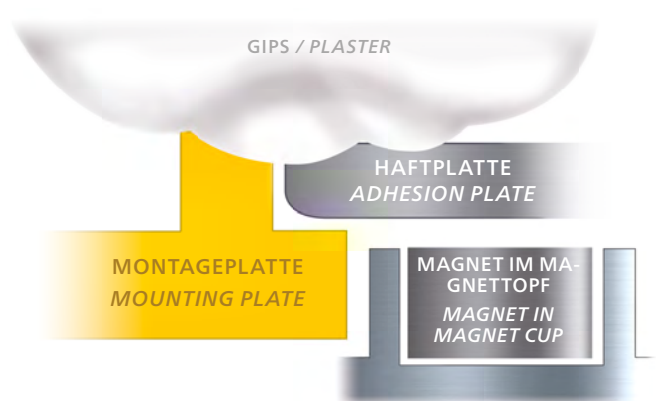 GIPS / PLASTER
HAFTPLATTE
ADHESION PLATE
MONTAGEPLATTE
MOUNTING PLATE
MAGNET IM MA-
GNETTOPF
MAGNET IN
MAGNET CUP